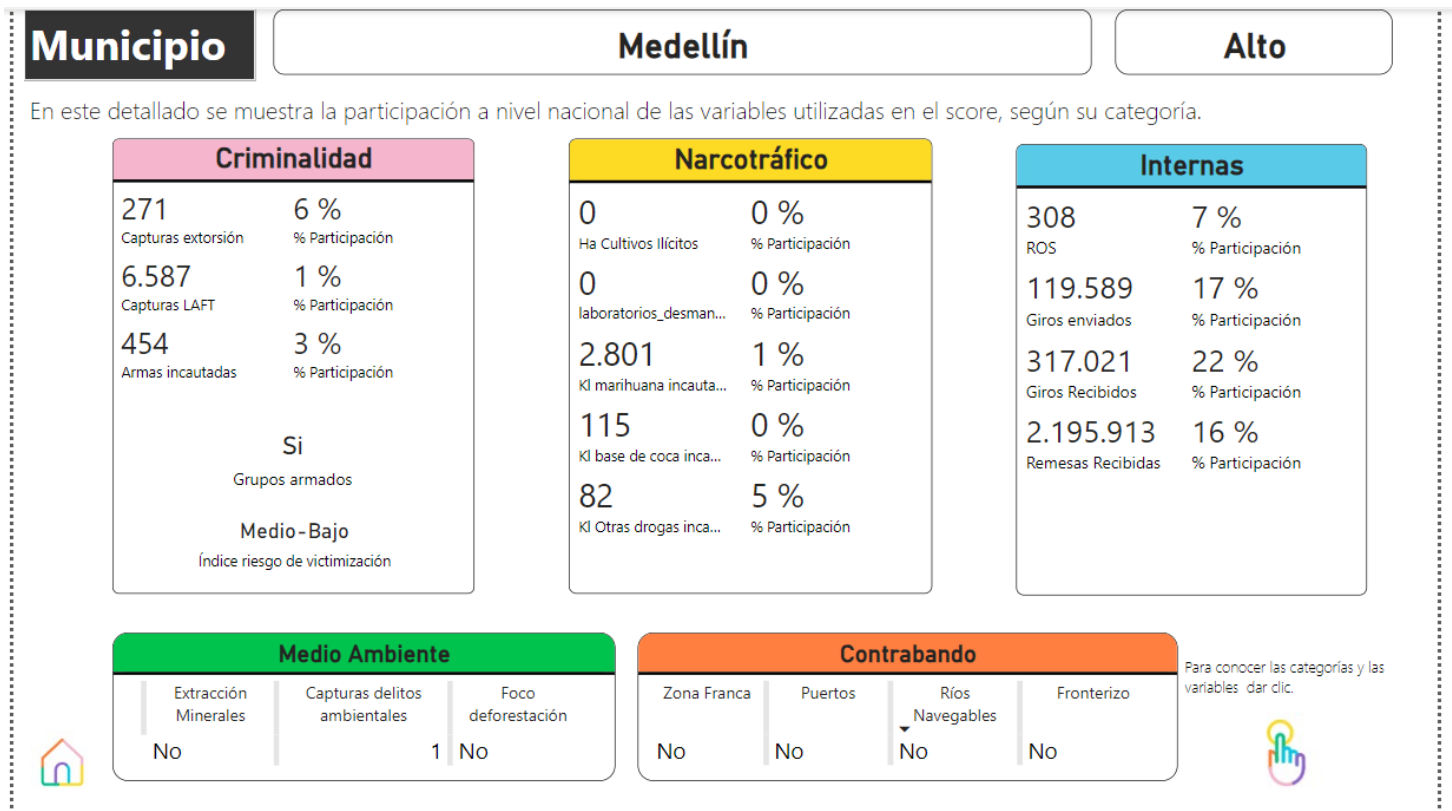 Municipio
Medellín
Alto
En este detallado se muestra la participación a nivel nacional de las variables utilizadas en el score, según su categoría.
Criminalidad
271 6 %
Capturas extorsión % Participación
6.587 1 %
Capturas LAFT % Participación
454 3 %
Armas incautadas % Participación
Si
Grupos armados
Medio-Bajo
Índice riesgo de victimización
Narcotráfico
0 0 %
Ha Cultivos Ilícitos % Participación
0 0 %
laboratorios_desman... % Participación
2.801 1 %
Kl marihuana incauta... % Participación
115 0 %
Kl base de coca inca... % Participación
82 5 %
Kl Otras drogas inca... % Participación
Internas
308 7 %
ROS % Participación
119.589 17 %
Giros enviados % Participación
317.021 22 %
Giros Recibidos % Participación
2.195.913 16 %
Remesas Recibidas % Participación
Medio Ambiente
Extracción Capturas delitos Foco
Minerales ambientales deforestación
No 1 No
Contrabando
Zona Franca Puertos Ríos Fronterizo
Navegables
No No No No
Para conocer las categorías y las
variables dar clic.